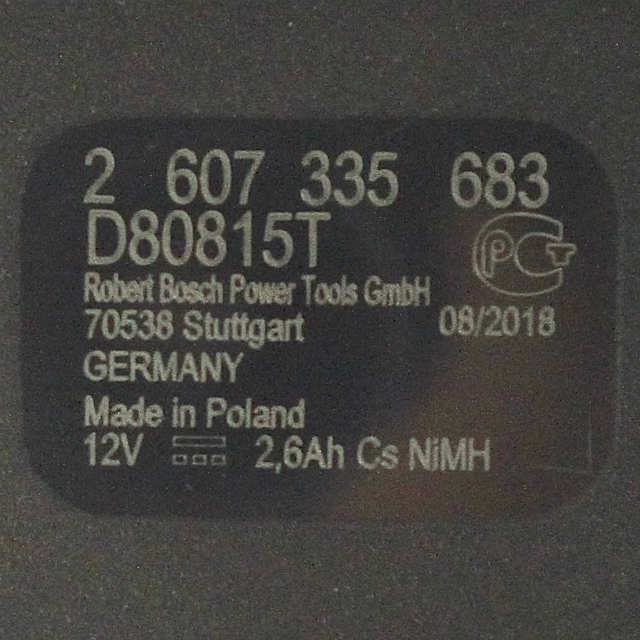 2 607 335 683
D80815T
Robert Bosch Power Tools GmbH
70538 Stuttgart 08/2018
GERMANY
Made in Poland
12V 2,6Ah Cs NiMH